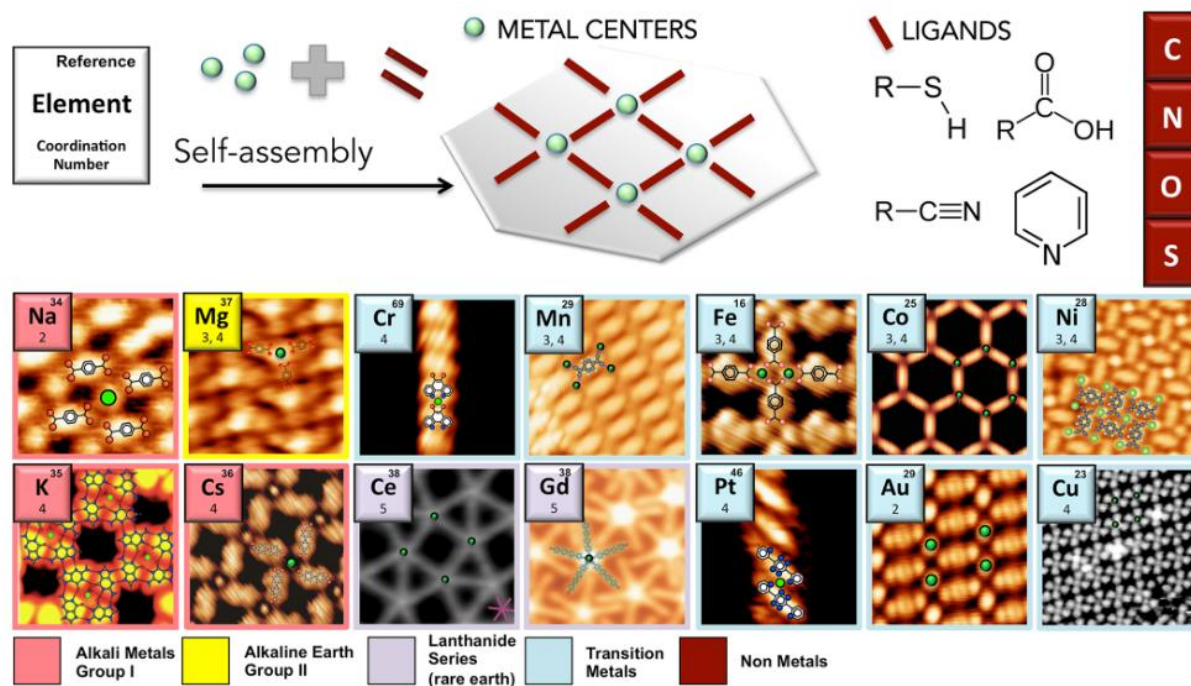 Reference
Element
Coordination
Number
Self-assembly
METAL CENTERS
LIGANDS
R
S
H
O
C
R
OH
R—C≡N
N
C
N
O
S
34
Na
2
37
Mg
3, 4
69
Cr
4
29
Mn
3, 4
16
Fe
3, 4
25
Co
3, 4
28
Ni
3, 4
35
K
4
36
Cs
4
38
Ce
5
38
Gd
5
46
Pt
4
29
Au
2
23
Cu
4
Alkali Metals
Group I
Alkaline Earth
Group II
Lanthanide
Series
(rare earth)
Transition
Metals
Non Metals